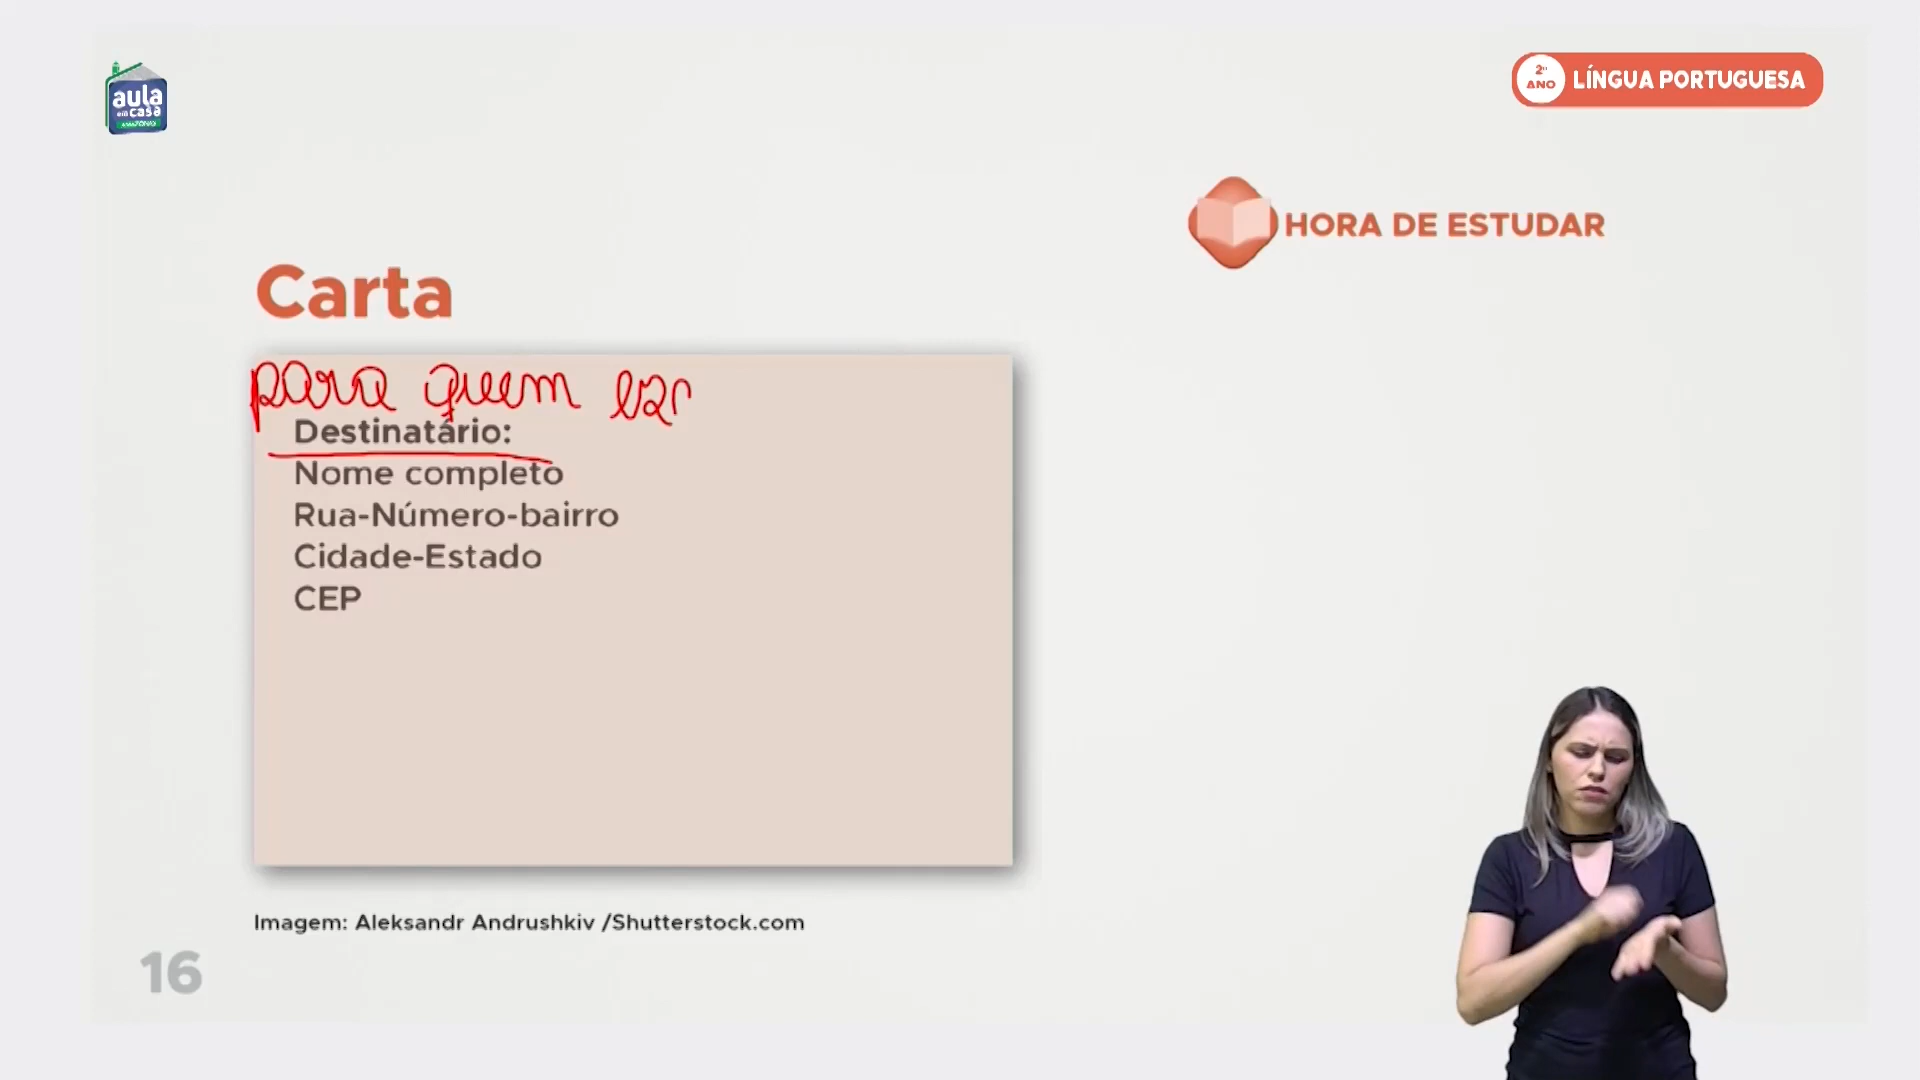 aula
em casa
AMAZONAS
2º
ANO
LÍNGUA PORTUGUESA
HORA DE ESTUDAR
Carta
para quem
Destinatário:
Nome completo
Rua-Número-bairro
Cidade-Estado
CEP
Imagem: Aleksandr Andrushkiv /Shutterstock.com
16